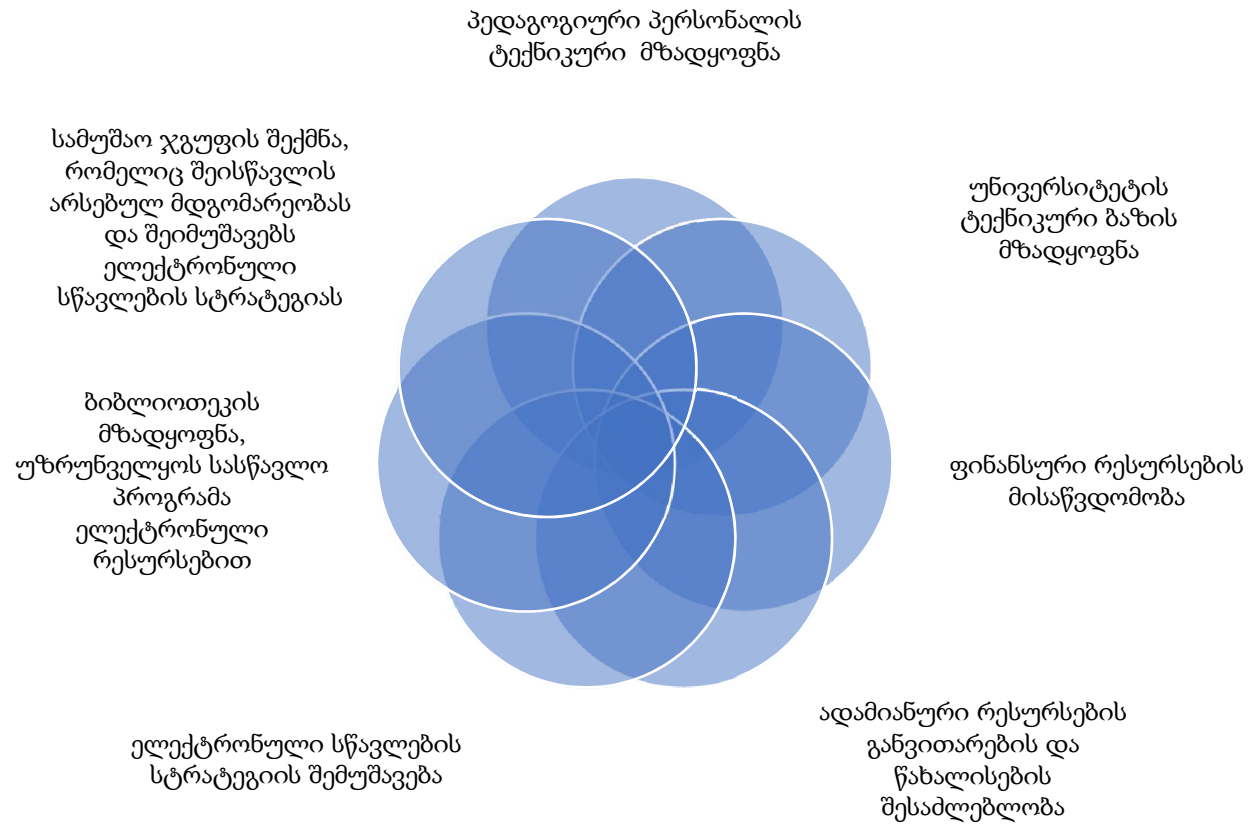 პედაგოგიური პერსონალის
ტექნიკური მზადყოფნა
უნივერსიტეტის
ტექნიკური ბაზის
მზადყოფნა
ფინანსური რესურსების
მისაწვდომობა
ადამიანური რესურსების
განვითარების და
წახალისების
შესაძლებლობა
ელექტრონული სწავლების
სტრატეგიის შემუშავება
ბიბლიოთეკის
მზადყოფნა,
უზრუნველყოს სასწავლო
პროგრამა
ელექტრონული
რესურსებით
სამუშაო ჯგუფის შექმნა,
რომელიც შეისწავლის
არსებულ მდგომარეობას
და შეიმუშავებს
ელექტრონული
სწავლების სტრატეგიას